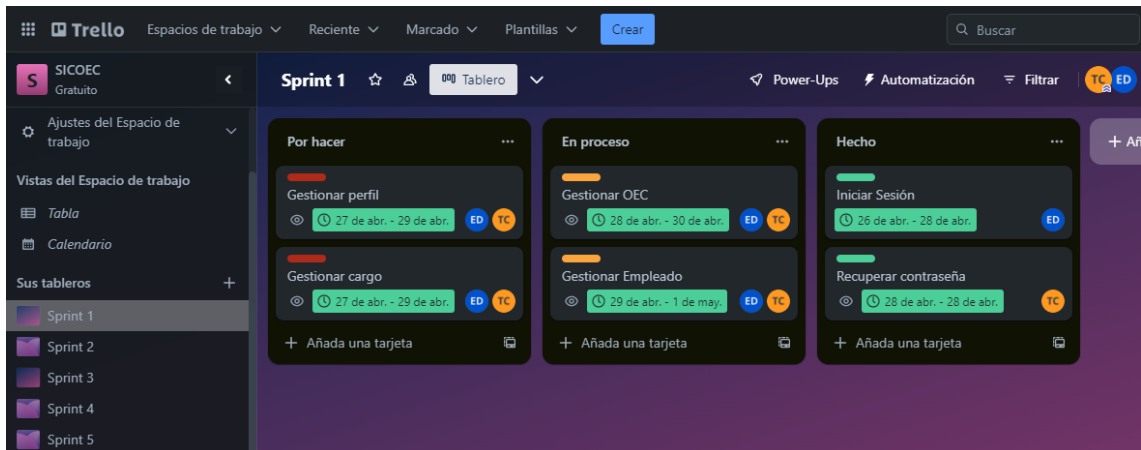 Trello
Espacios de trabajo
Reciente
Marcado
Plantillas
Crear
Buscar
S
SICOEC
Gratuito
Sprint 1
Tablero
Power-Ups
Automatización
Filtrar
TC
ED
Ajustes del Espacio de
trabajo
Vistas del Espacio de trabajo
Tabla
Calendario
Sus tableros
Sprint 1
Sprint 2
Sprint 3
Sprint 4
Sprint 5
Por hacer
Gestionar perfil
27 de abr. - 29 de abr.
ED
TC
Gestionar cargo
27 de abr. - 29 de abr.
ED
TC
Añada una tarjeta
En proceso
Gestionar OEC
28 de abr. - 30 de abr.
ED
TC
Gestionar Empleado
29 de abr. - 1 de may.
ED
TC
Añada una tarjeta
Hecho
Iniciar Sesión
26 de abr. - 28 de abr.
ED
Recuperar contraseña
28 de abr. - 28 de abr.
TC
Añada una tarjeta